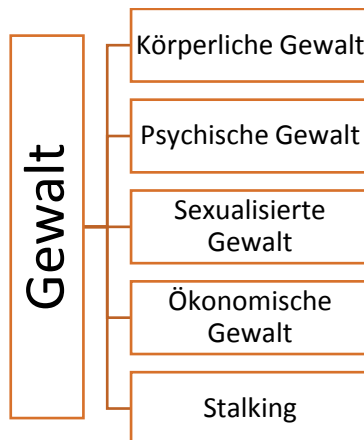 Gewalt
Körperliche Gewalt
Psychische Gewalt
Sexualisierte
Gewalt
Ökonomische
Gewalt
Stalking